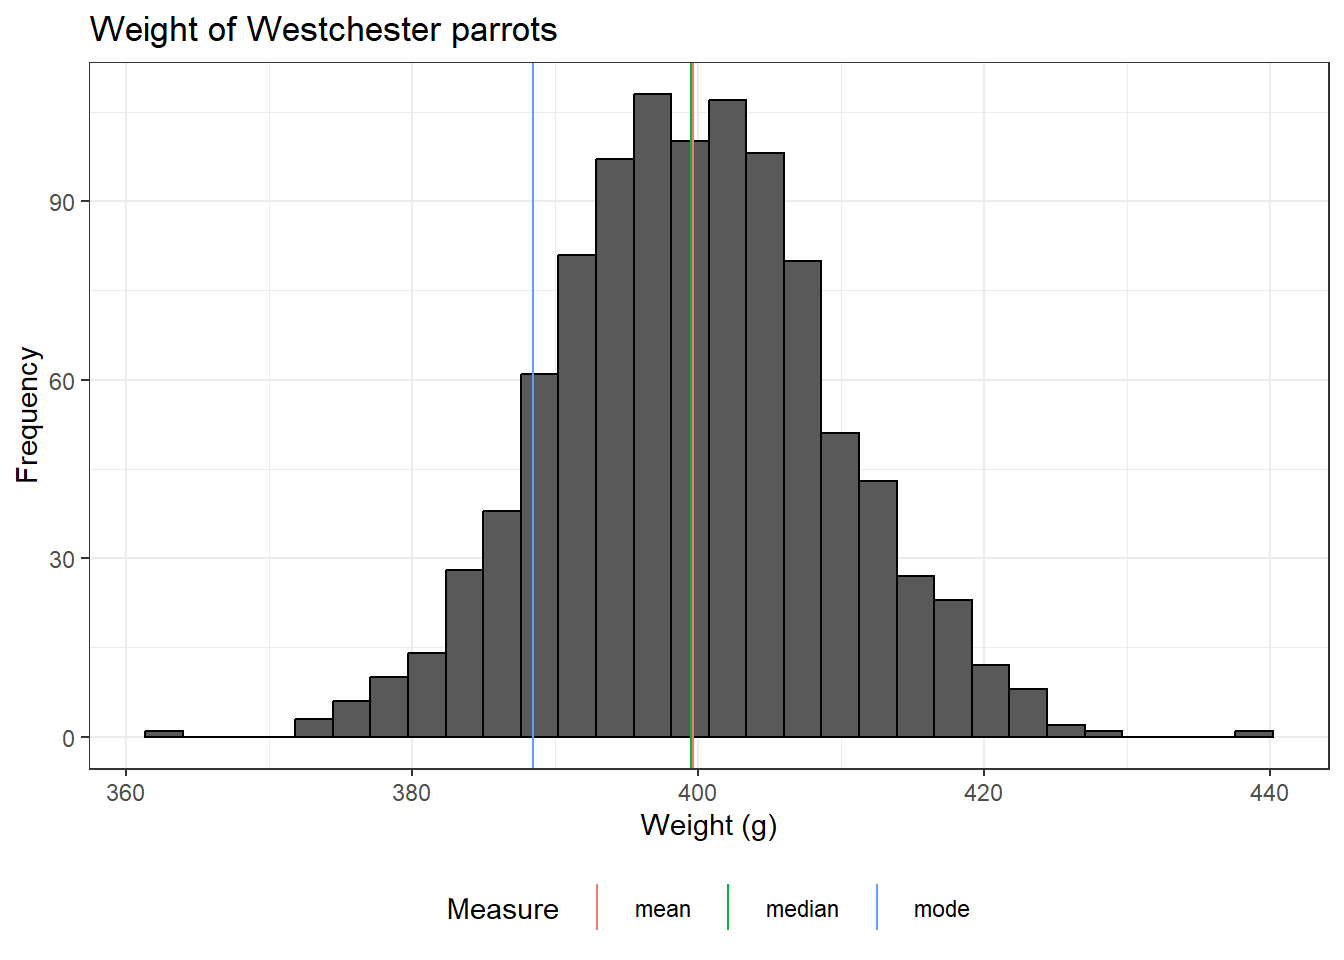 Weight of Westchester parrots
Frequency
90
60
30
0
360 380 400 420 440
Weight (g)
Measure mean median mode